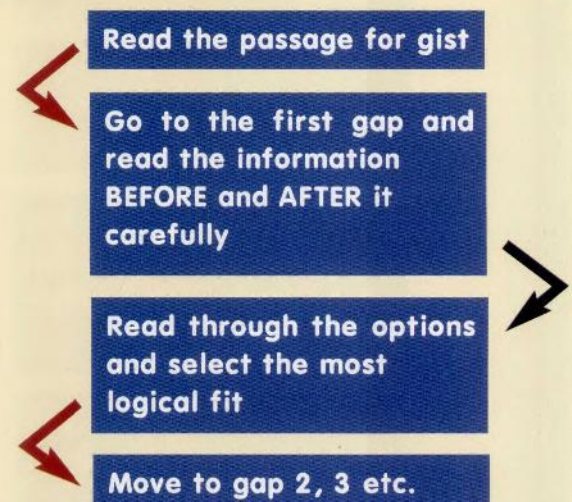 Read the passage for gist
Go to the first gap and
read the information
BEFORE and AFTER it
carefully
Read through the options
and select the most
logical fit
Move to gap 2, 3 etc.